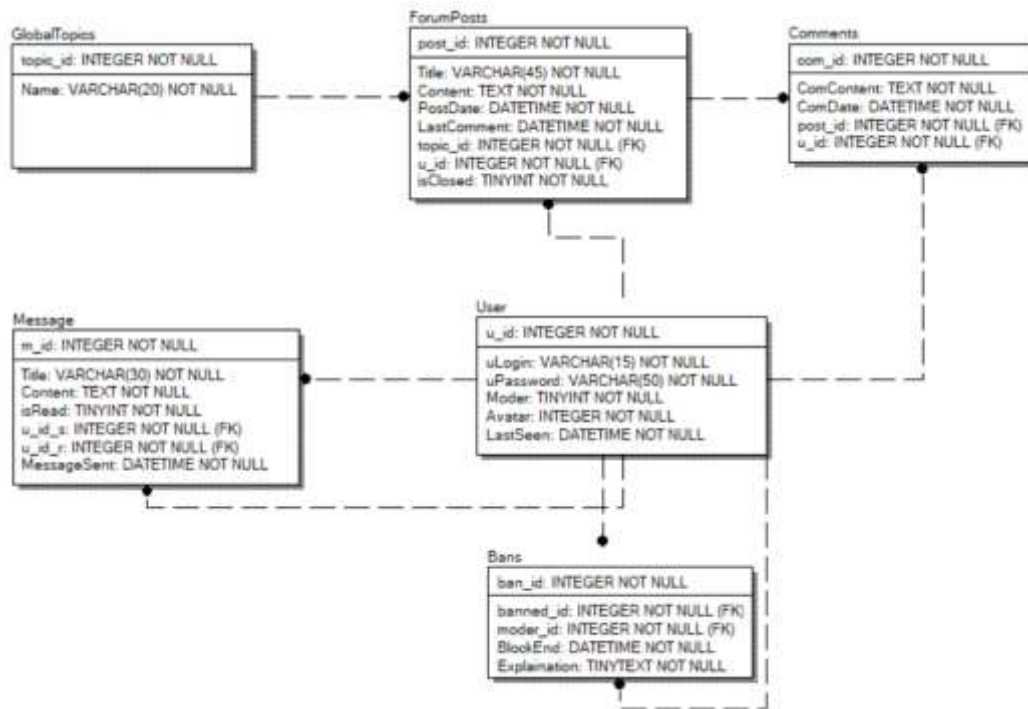 GlobalTopics
topic_id: INTEGER NOT NULL
Name: VARCHAR(20) NOT NULL
ForumPosts
post_id: INTEGER NOT NULL
Title: VARCHAR(45) NOT NULL
Content: TEXT NOT NULL
PostDate: DATETIME NOT NULL
LastComment: DATETIME NOT NULL
topic_id: INTEGER NOT NULL (FK)
u_id: INTEGER NOT NULL (FK)
isClosed: TINYINT NOT NULL
Comments
com_id: INTEGER NOT NULL
ComContent: TEXT NOT NULL
ComDate: DATETIME NOT NULL
post_id: INTEGER NOT NULL (FK)
u_id: INTEGER NOT NULL (FK)
Message
m_id: INTEGER NOT NULL
Title: VARCHAR(30) NOT NULL
Content: TEXT NOT NULL
isRead: TINYINT NOT NULL
u_id_s: INTEGER NOT NULL (FK)
u_id_r: INTEGER NOT NULL (FK)
MessageSent: DATETIME NOT NULL
User
u_id: INTEGER NOT NULL
uLogin: VARCHAR(15) NOT NULL
uPassword: VARCHAR(50) NOT NULL
Moder: TINYINT NOT NULL
Avatar: INTEGER NOT NULL
LastSeen: DATETIME NOT NULL
Bans
ban_id: INTEGER NOT NULL
banned_id: INTEGER NOT NULL (FK)
moder_id: INTEGER NOT NULL (FK)
BlockEnd: DATETIME NOT NULL
Explaination: TINYTEXT NOT NULL